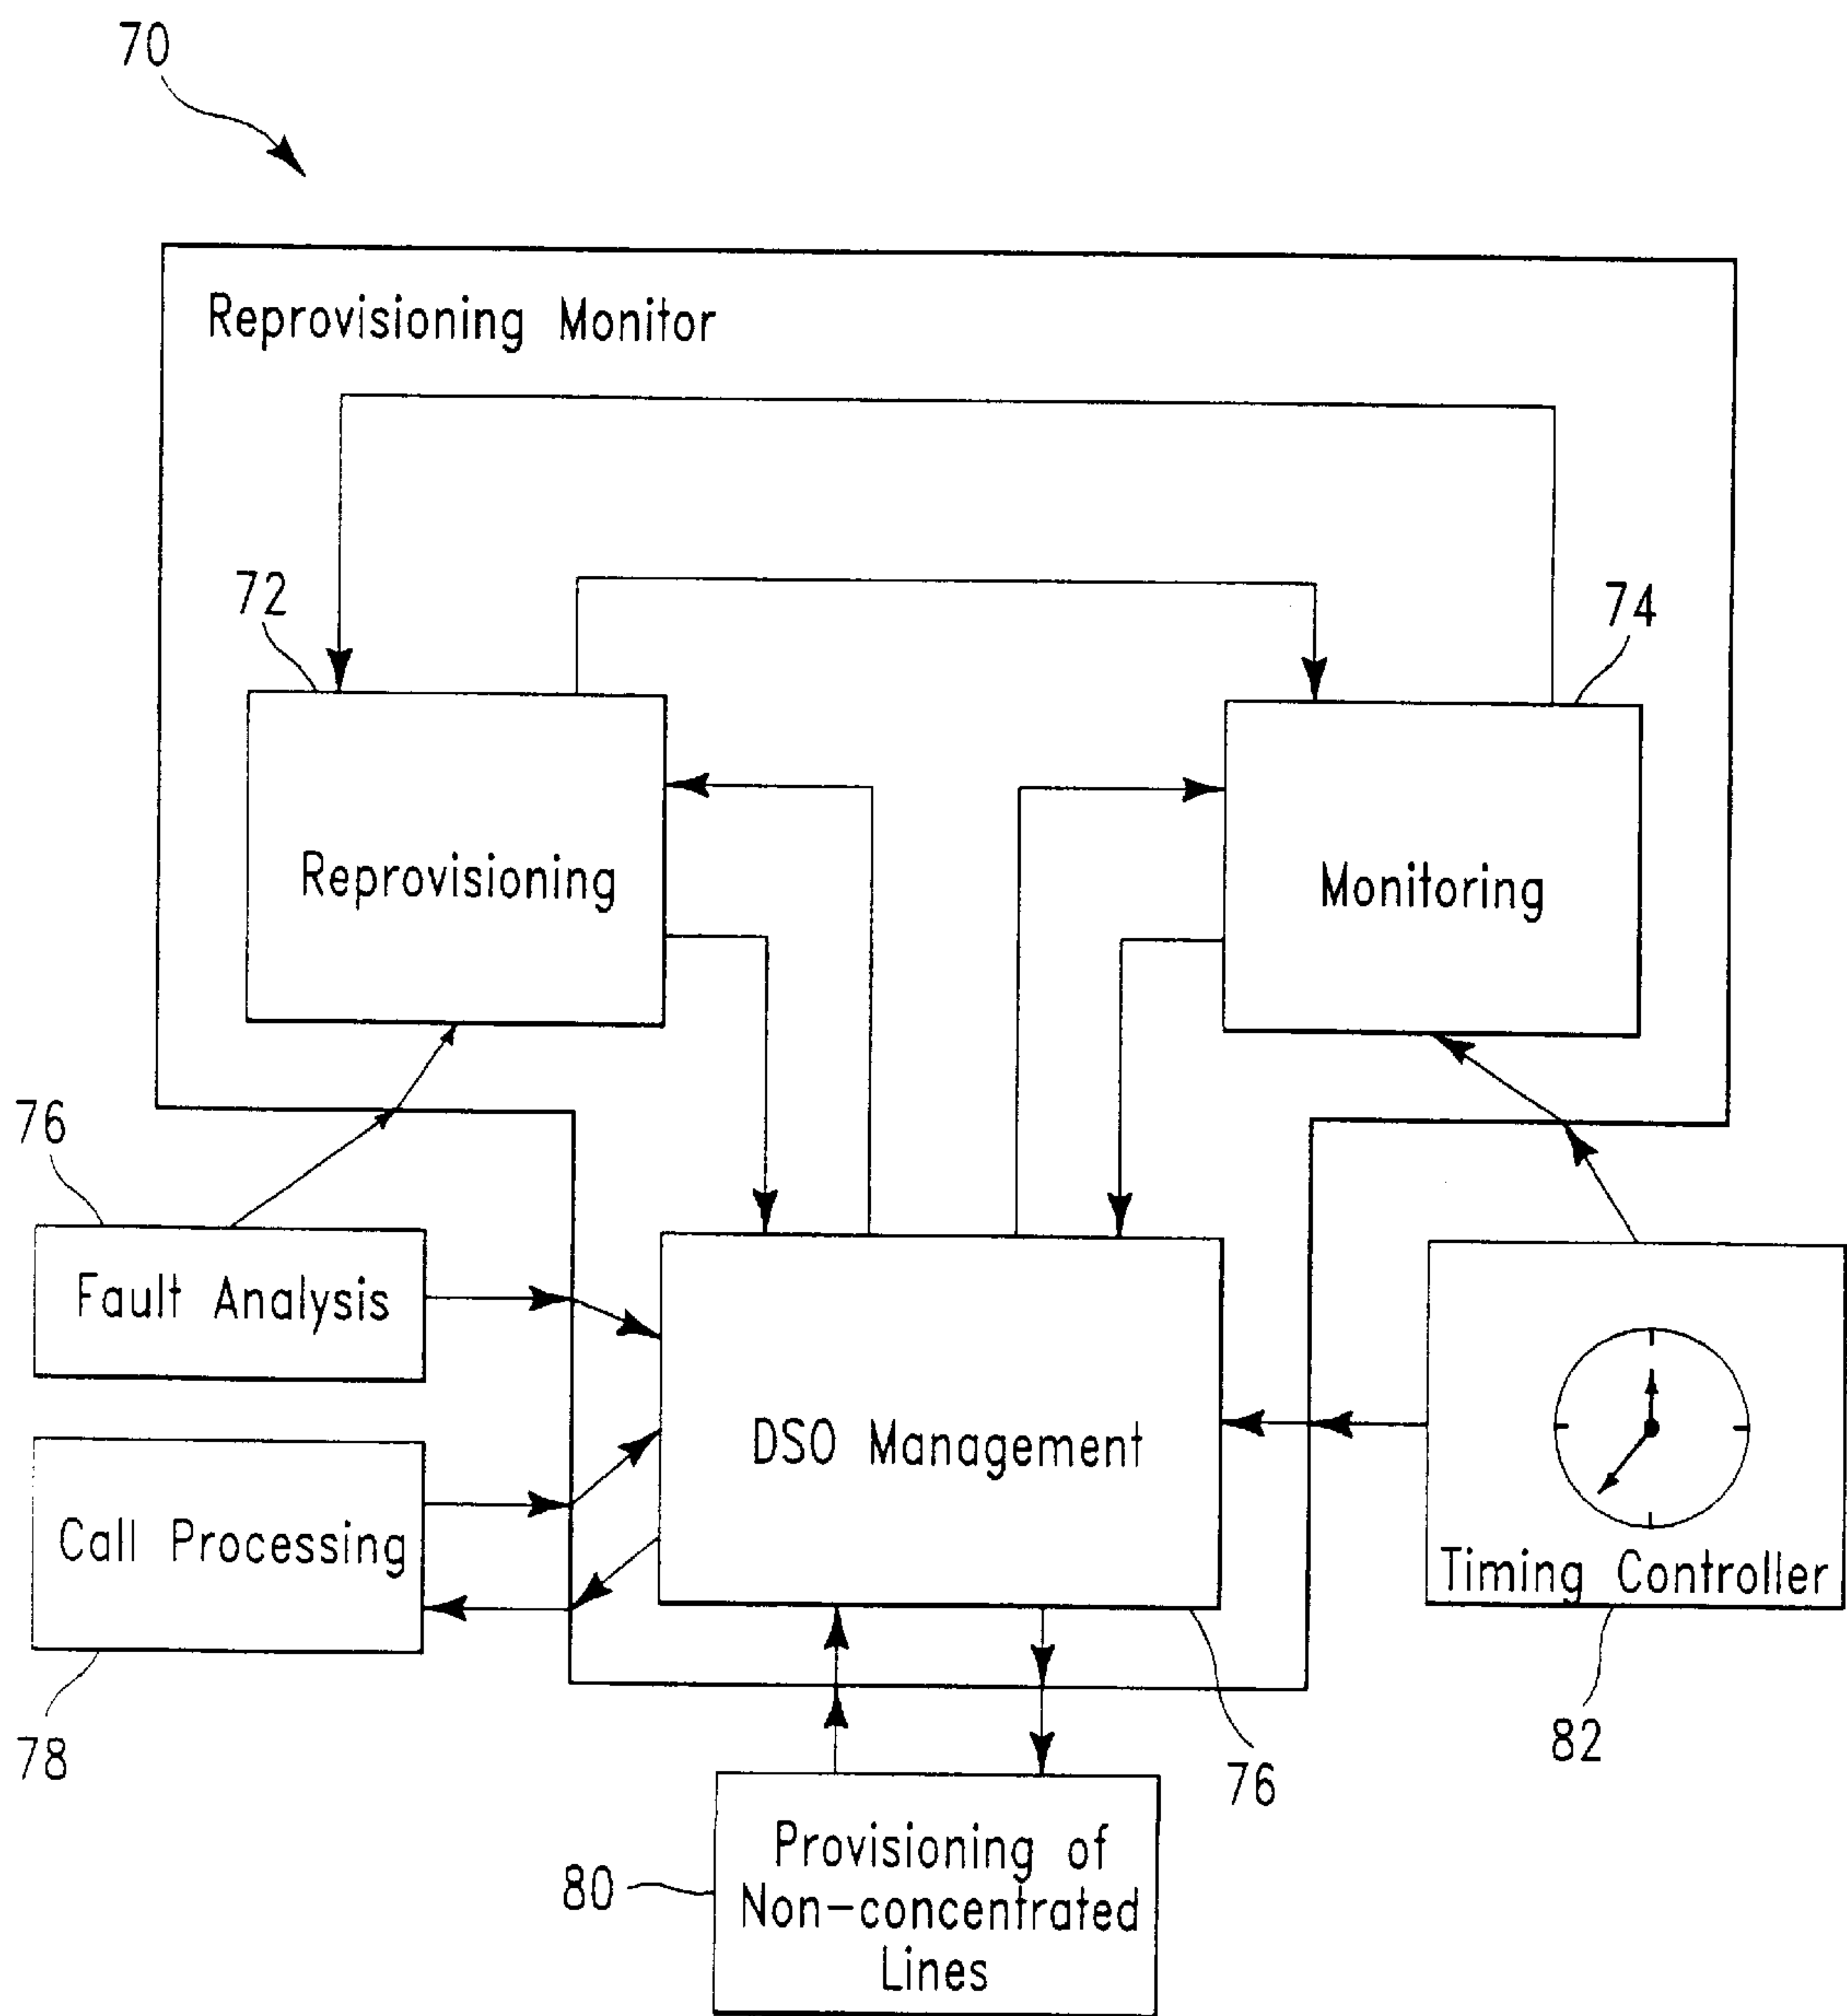 70
Reprovisioning Monitor
72
74
Reprovisioning
Monitoring
76
Fault Analysis
DSO Management
Call Processing
Timing Controller
78
76
82
80
Provisioning of
Non-concentrated
Lines